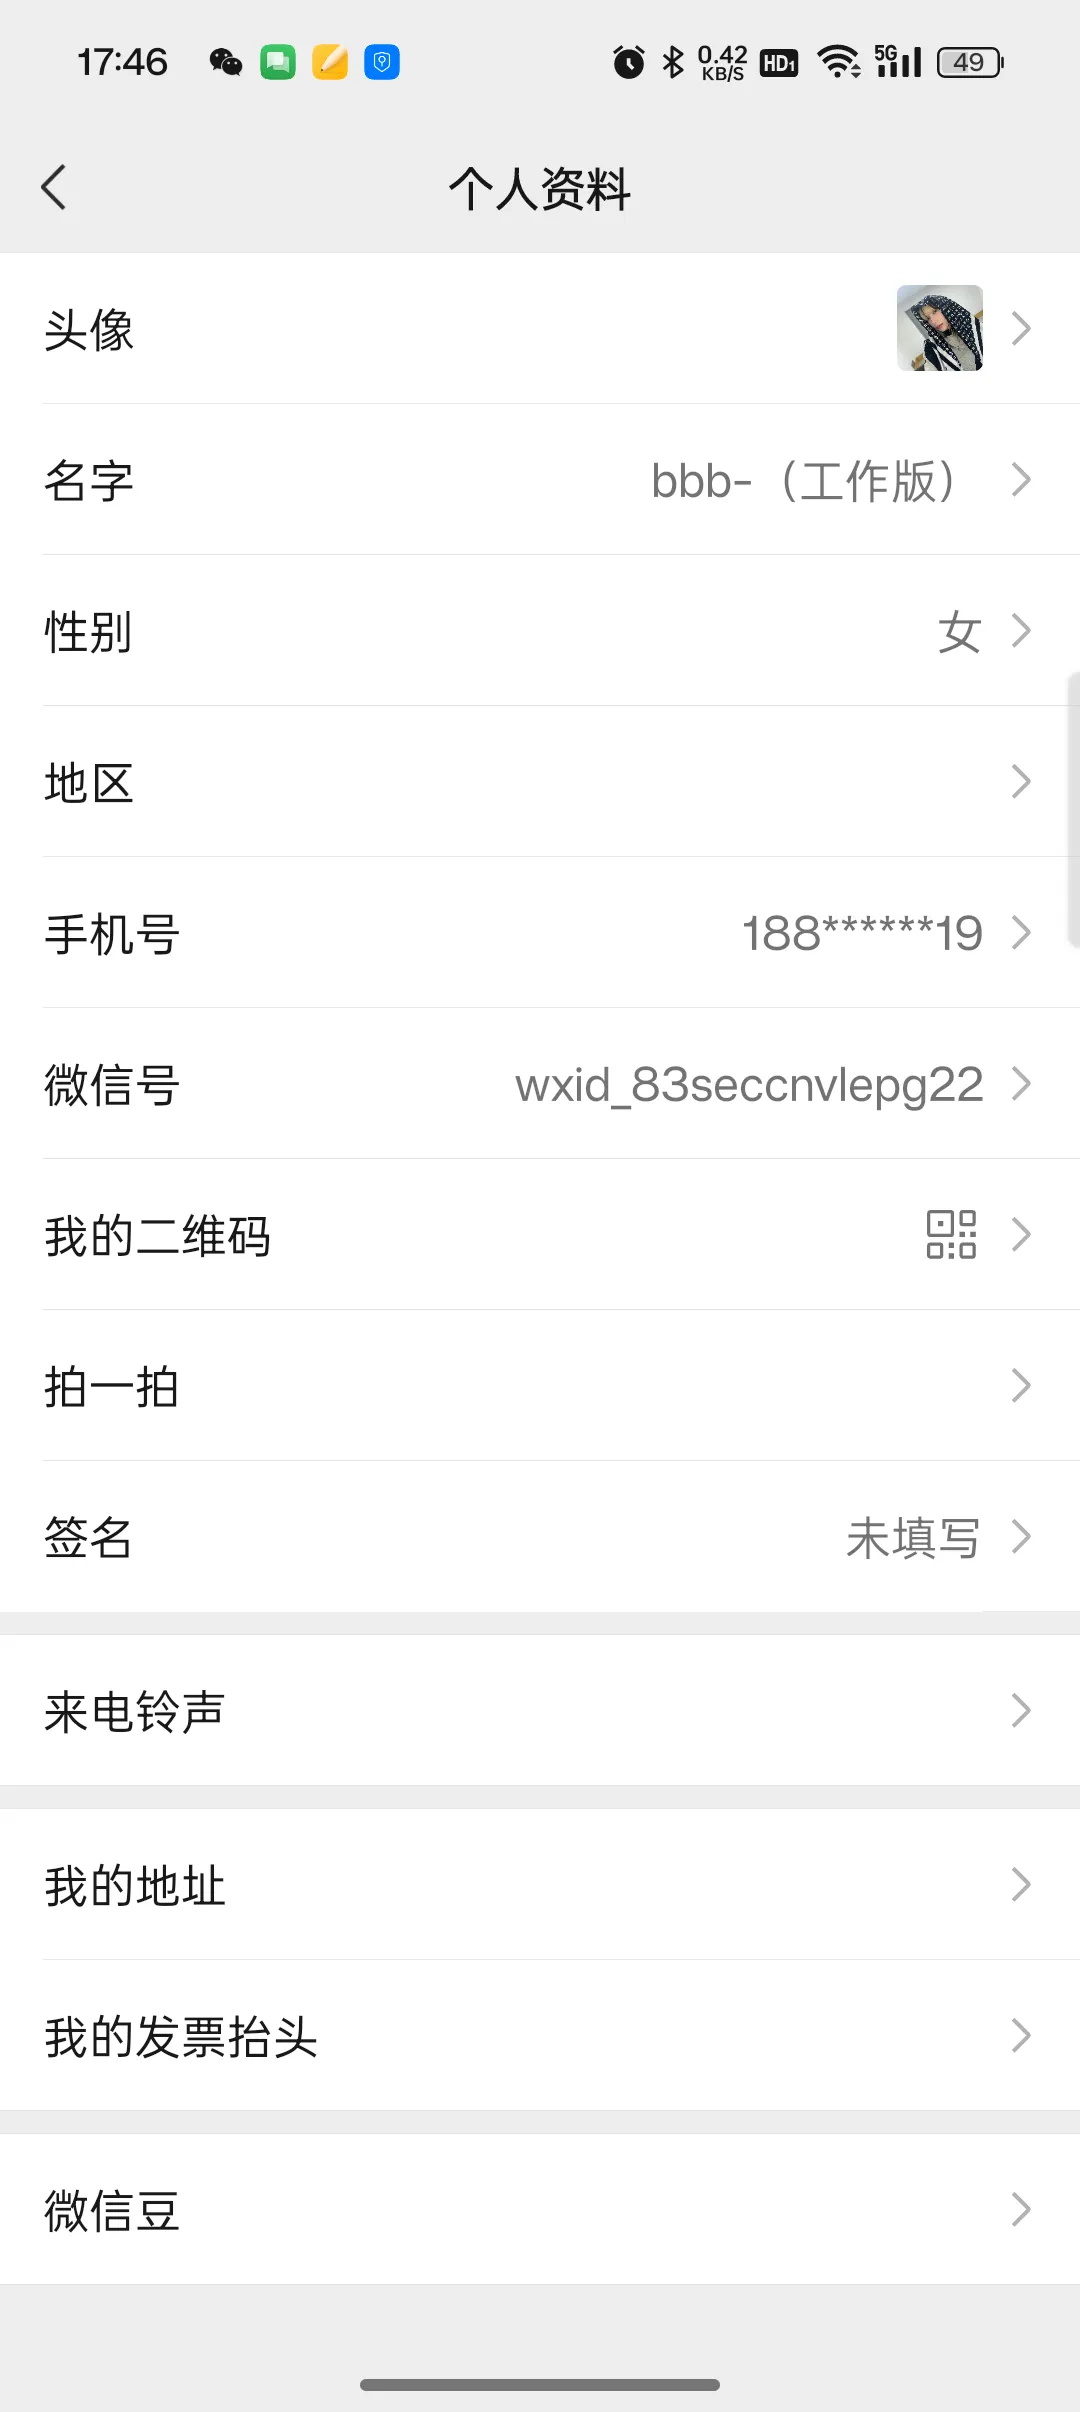 17:46
0.42 KB/S HD1 5G 49
个人资料
头像
名字 bbb-（工作版）
性别 女
地区
手机号 188******19
微信号 wxid_83seccnvlepg22
我的二维码
拍一拍
签名 未填写
来电铃声
我的地址
我的发票抬头
微信豆